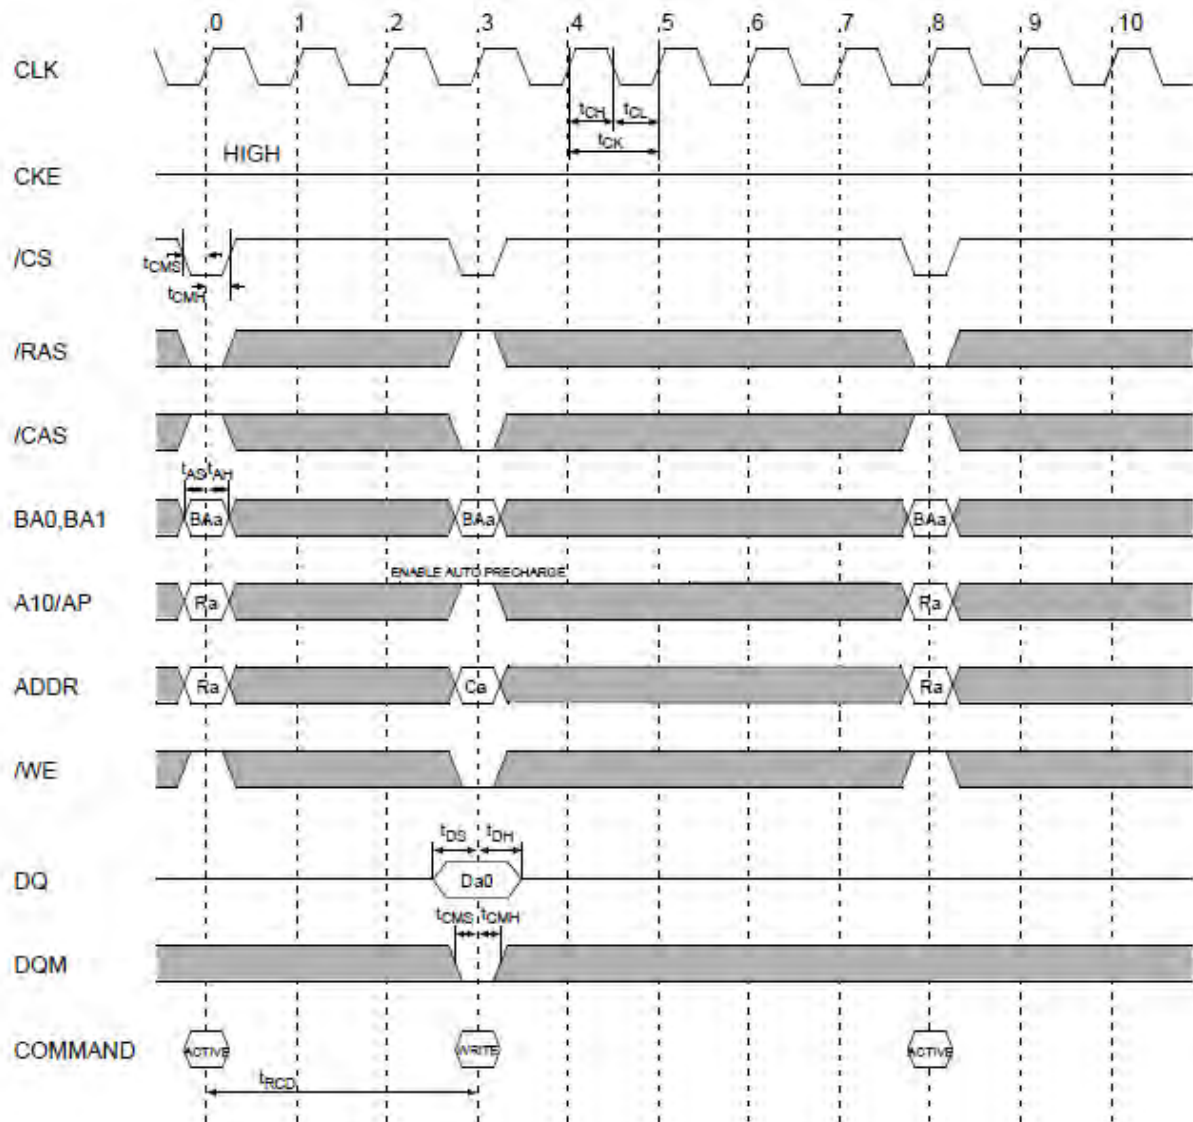 0 1 2 3 4 5 6 7 8 9 10
CLK
tCH tCL
tCK
HIGH
CKE
/CS
tCMS
tCMH
/RAS
/CAS
tAS tAH
BA0,BA1 BAa BAa BAa
ENABLE AUTO PRECHARGE
A10/AP Ra Ra
ADDR Ra Ca Ra
/WE
tDS tDH
DQ Da0
tCMS tCMH
DQM
COMMAND ACTIVE WRITE ACTIVE
tRCD